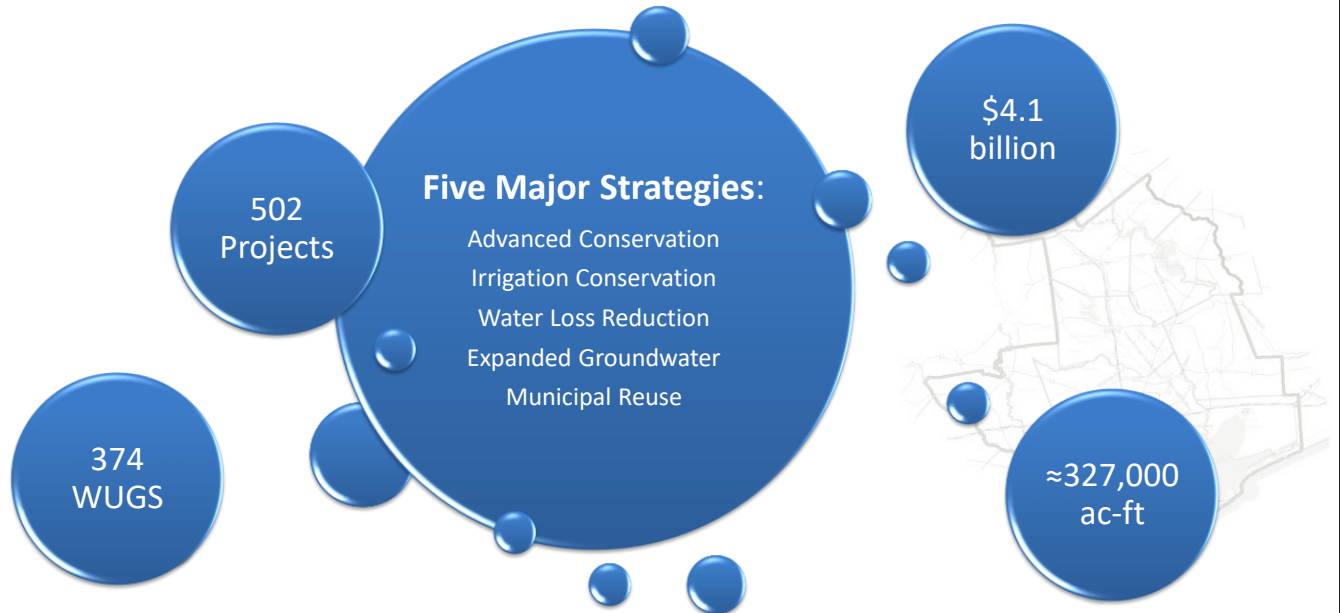 502
Projects
374
WUGS
Five Major Strategies:
Advanced Conservation
Irrigation Conservation
Water Loss Reduction
Expanded Groundwater
Municipal Reuse
$4.1
billion
≈327,000
ac-ft